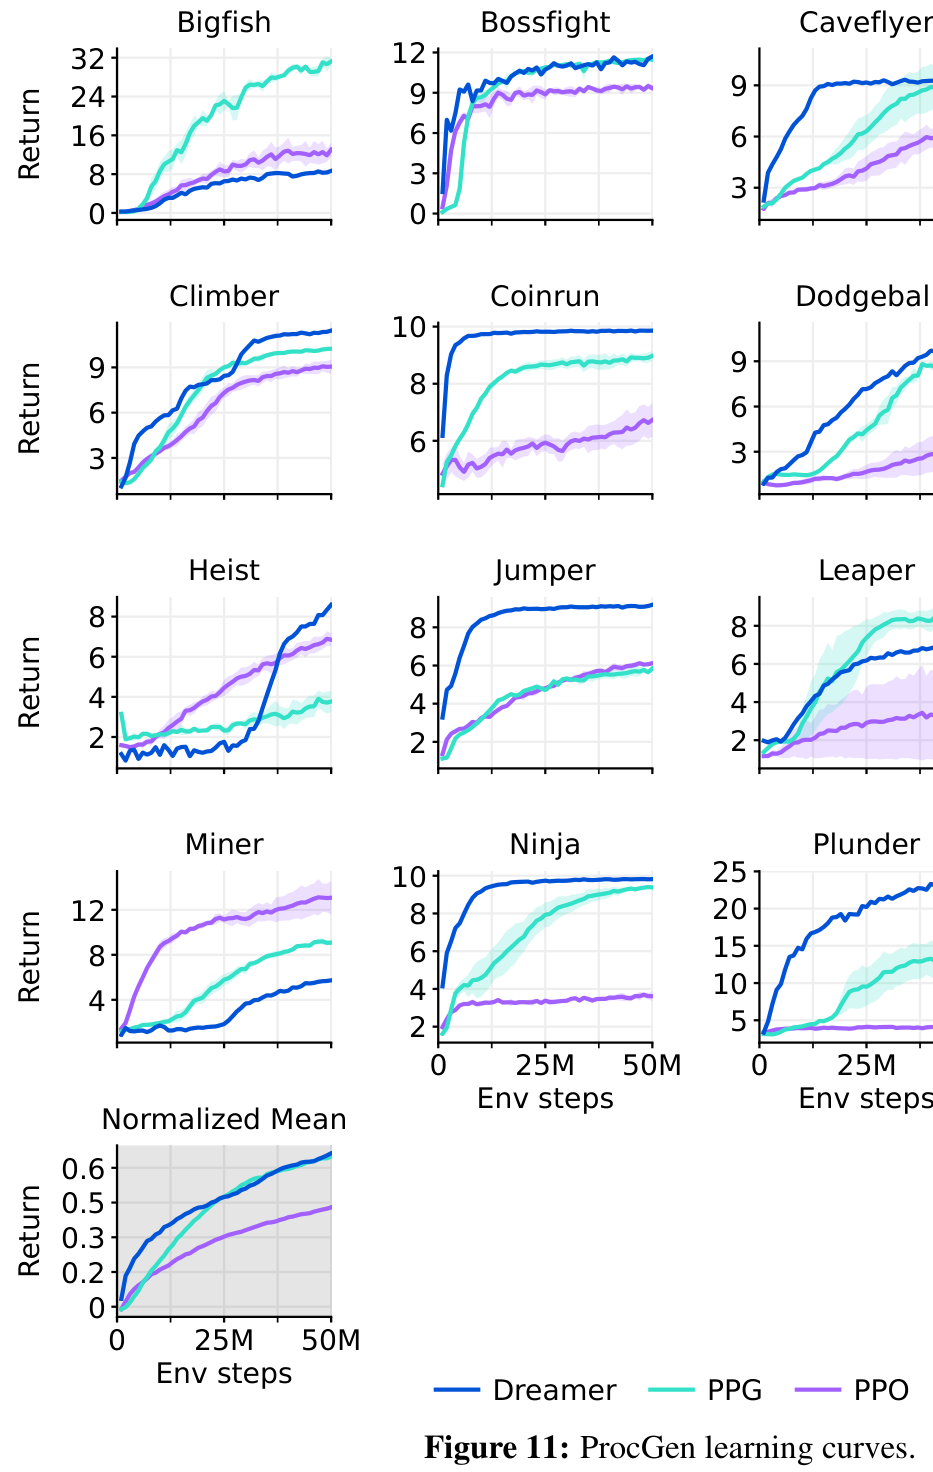 Bigfish
Bossfight
Caveflyer
Return
32
24
16
8
0
12
9
6
3
0
9
6
3
Climber
Coinrun
Dodgebal
Return
9
6
3
10
8
6
9
6
3
Heist
Jumper
Leaper
Return
8
6
4
2
8
6
4
2
8
6
4
2
Miner
Ninja
Plunder
Return
12
8
4
10
8
6
4
2
25
20
15
10
5
0
25M
50M
0
25M
Env steps
Env steps
Normalized Mean
Return
0.6
0.5
0.3
0.2
0
0
25M
50M
Env steps
Dreamer
PPG
PPO
Figure 11: ProcGen learning curves.